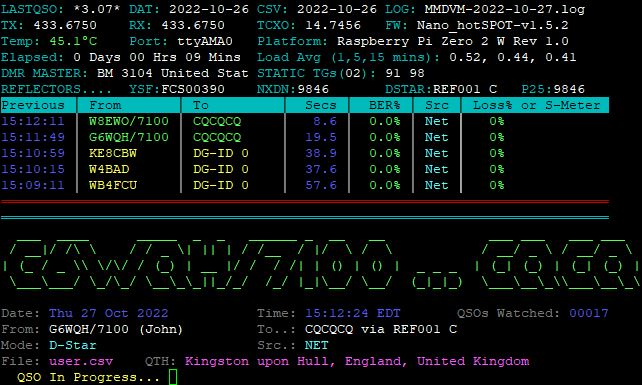 LASTQSO: *3.07* DAT: 2022-10-26 CSV: 2022-10-26 LOG: MMDVM-2022-10-27.log
TX: 433.6750 RX: 433.6750 TCXO: 14.7456 FW: Nano_hotSPOT-v1.5.2
Temp: 45.1°C Port: ttyAMA0 Platform: Raspberry Pi Zero 2 W Rev 1.0
Elapsed: 0 Days 00 Hrs 09 Mins Load Avg (1,5,15 mins): 0.52, 0.44, 0.41
DMR MASTER: BM 3104 United Stat STATIC TGs(02): 91 98
REFLECTORS.... YSF:FCS00390 NXDN:9846 DSTAR:REF001 C P25:9846
Previous | From | To | Secs | BER% | Src | Loss% or S-Meter
15:12:11 | W8EWO/7100 | CQCQCQ | 8.6 | 0.0% | Net | 0%
15:11:49 | G6WQH/7100 | CQCQCQ | 19.5 | 0.0% | Net | 0%
15:10:59 | KE8CBW | DG-ID 0 | 38.9 | 0.0% | Net | 0%
15:10:15 | W4BAD | DG-ID 0 | 37.6 | 0.0% | Net | 0%
15:09:11 | WB4FCU | DG-ID 0 | 57.6 | 0.0% | Net | 0%
Date: Thu 27 Oct 2022 Time: 15:12:24 EDT QSOs Watched: 00017
From: G6WQH/7100 (John) To..: CQCQCQ via REF001 C
Mode: D-Star Src.: NET
File: user.csv QTH: Kingston upon Hull, England, United Kingdom
QSO In Progress...